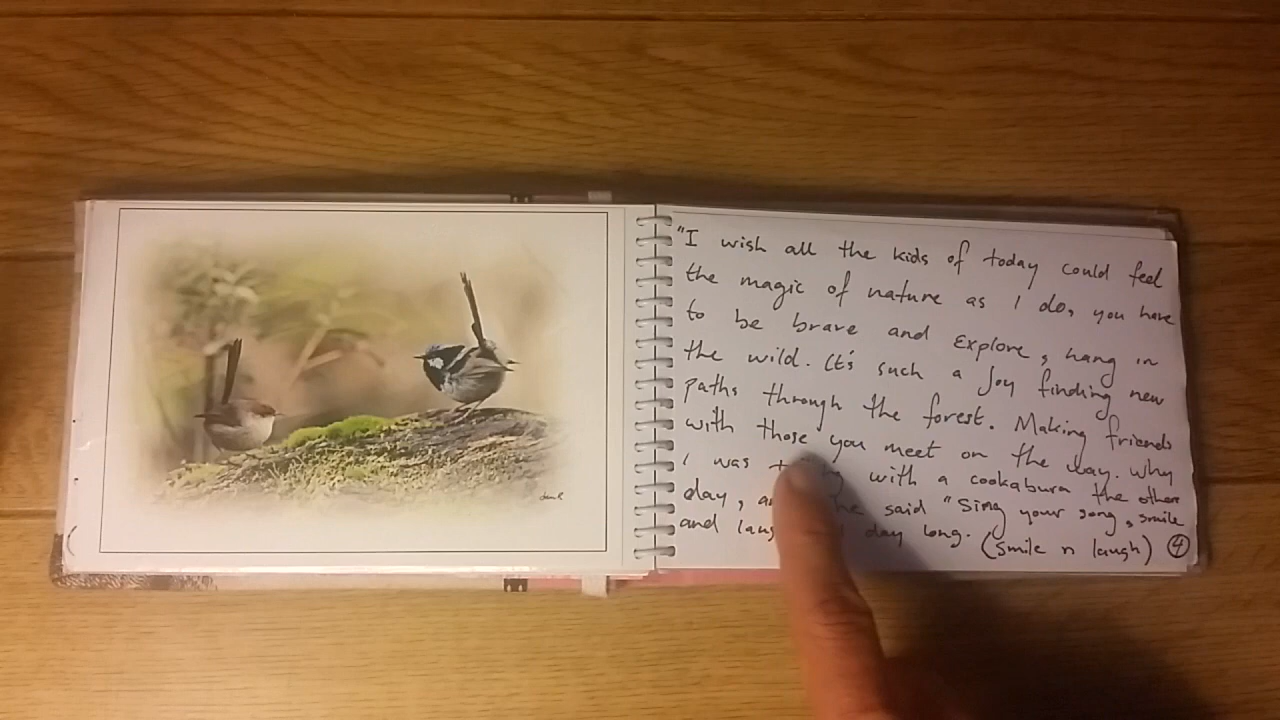 "I wish all the kids of today could feel
the magic of nature as I do, you have
to be brave and explore, hang in
the wild. It's such a Joy finding new
paths through the forest. Making friends
with those you meet on the way. Why
I was with a cookabura the other
day, he said "Sing your song, smile
and day long. (smile n laugh) 4